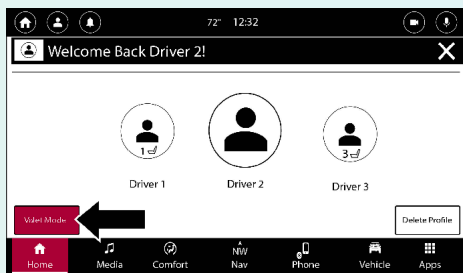 72° 12:32
Welcome Back Driver 2!
1
3
Driver 1
Driver 2
Driver 3
Valet Mode
Delete Profile
NW
Home
Media
Comfort
Nav
Phone
Vehicle
Apps